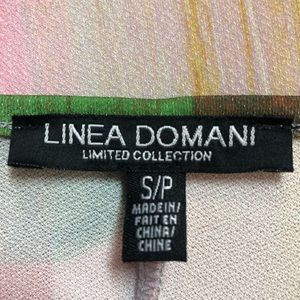 LINEA DOMANI
LIMITED COLLECTION
S/P
MADE IN/
FAIT EN
CHINA/
CHINE